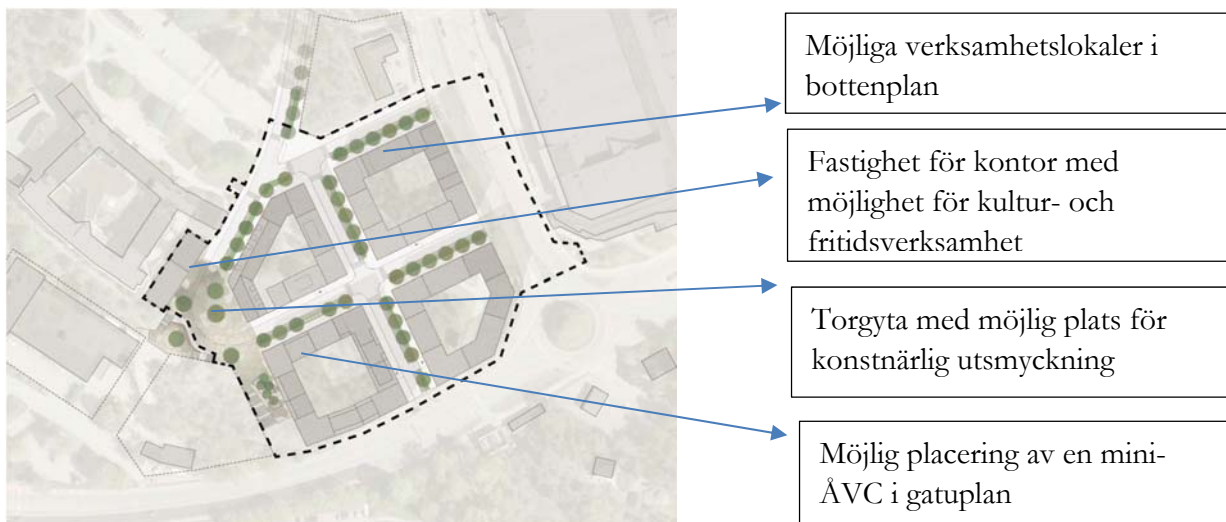 Möjliga verksamhetslokaler i
bottenplan
Fastighet för kontor med
möjlighet för kultur- och
fritidsverksamhet
Torgyta med möjlig plats för
konstnärlig utsmyckning
Möjlig placering av en mini-
ÅVC i gatuplan